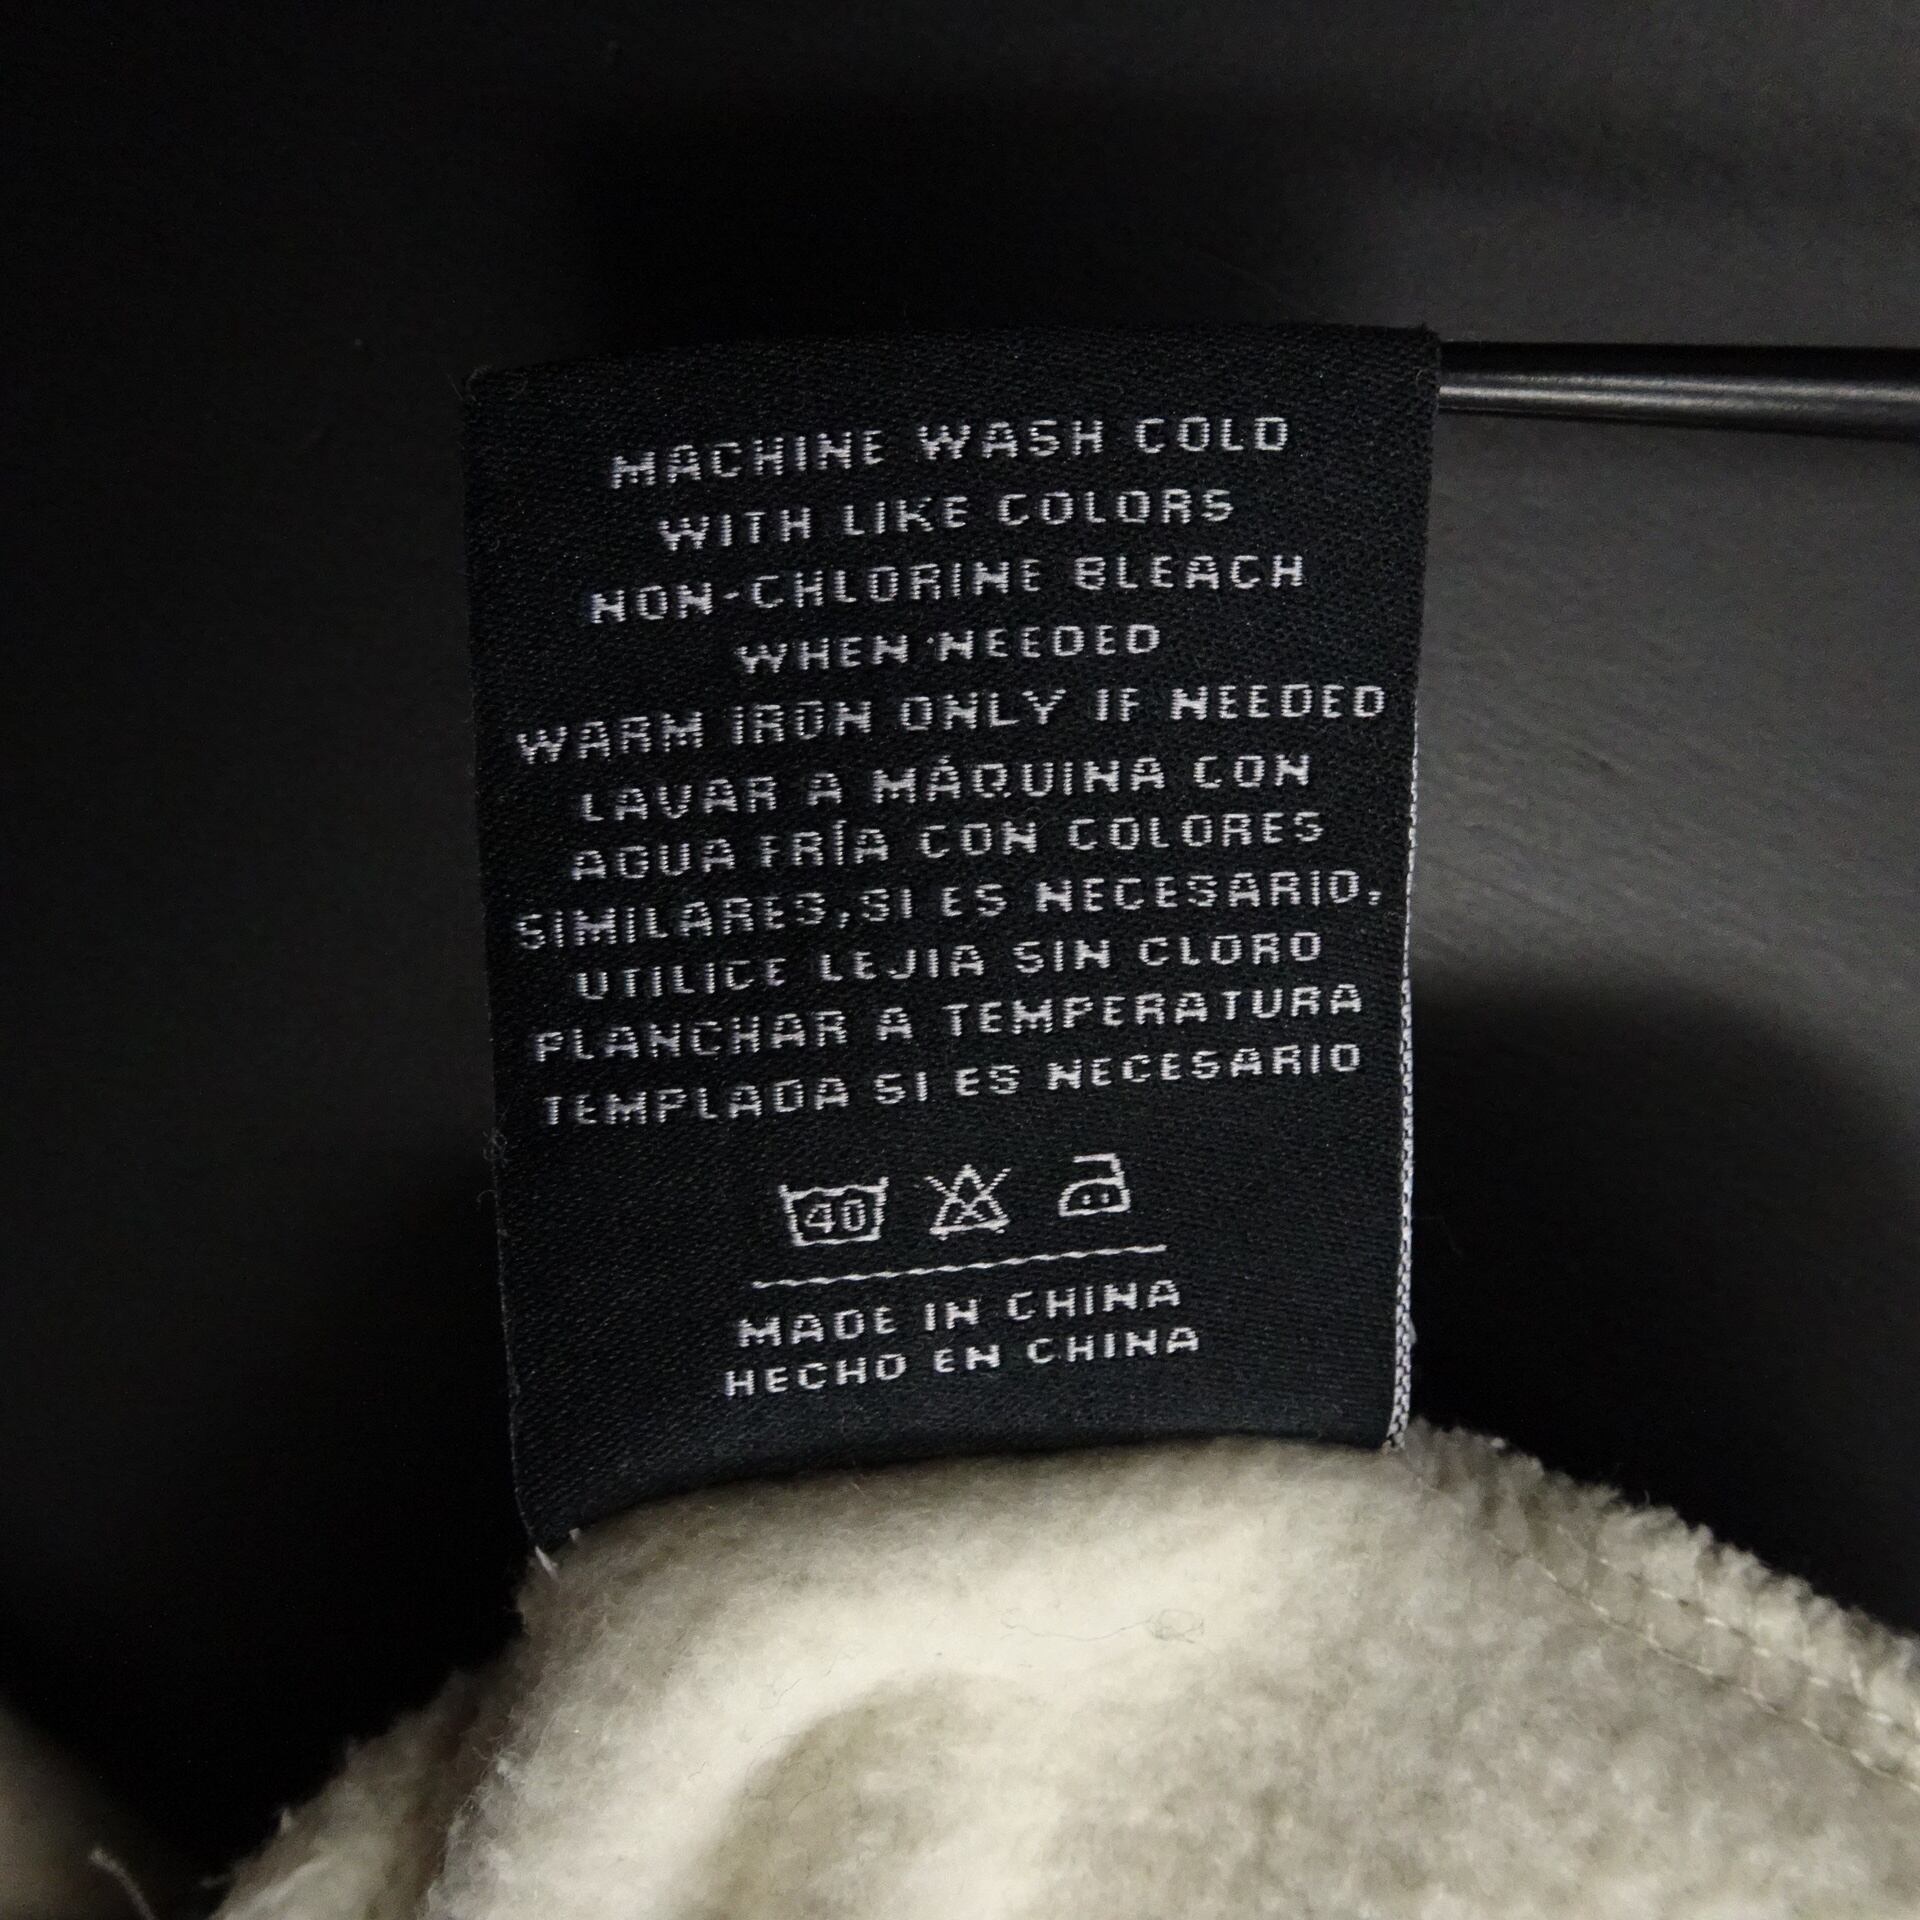 MACHINE WASH COLD
WITH LIKE COLORS
NON-CHLORINE BLEACH
WHEN NEEDED
WARM IRON ONLY IF NEEDED
LAVAR A MÁQUINA CON
AGUA FRÍA CON COLORES
SIMILARES,SI ES NECESARIO,
UTILICE LEJIA SIN CLORO
PLANCHAR A TEMPERATURA
TEMPLADA SI ES NECESARIO
40
MADE IN CHINA
HECHO EN CHINA